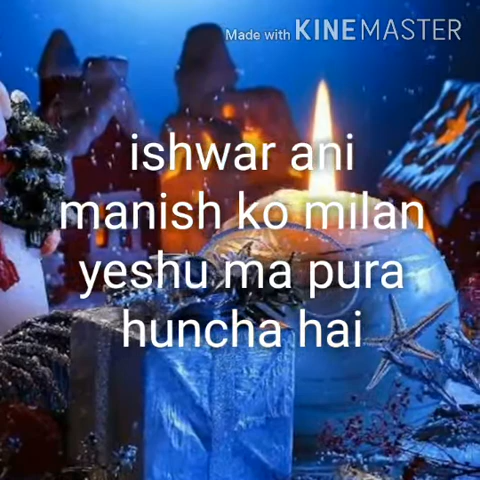 Made with KINEMASTER
ishwar ani
manish ko milan
yeshu ma pura
huncha hai